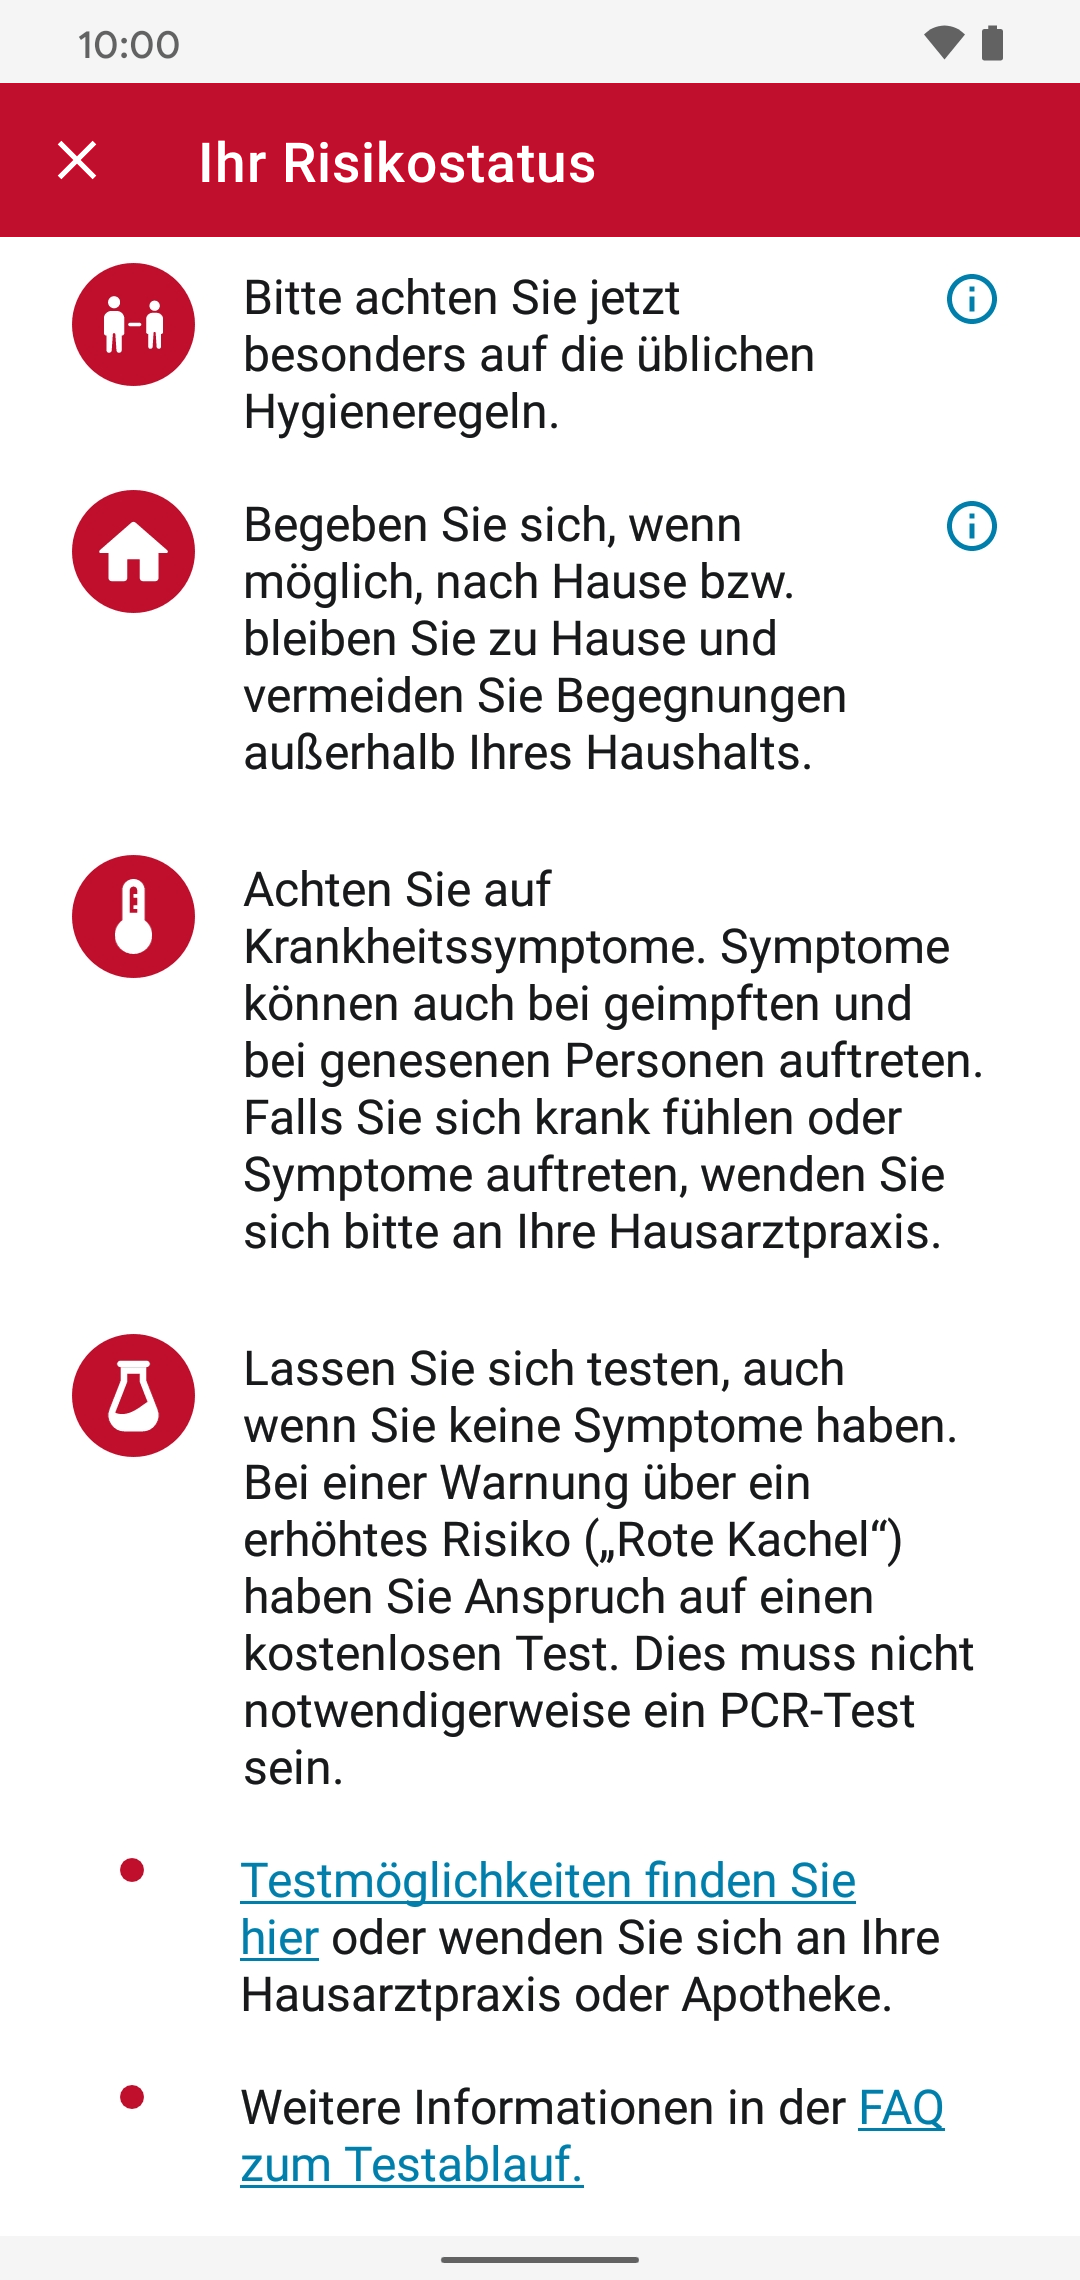 10:00
Ihr Risikostatus
Bitte achten Sie jetzt
besonders auf die üblichen
Hygieneregeln.
Begeben Sie sich, wenn
möglich, nach Hause bzw.
bleiben Sie zu Hause und
vermeiden Sie Begegnungen
außerhalb Ihres Haushalts.
Achten Sie auf
Krankheitssymptome. Symptome
können auch bei geimpften und
bei genesenen Personen auftreten.
Falls Sie sich krank fühlen oder
Symptome auftreten, wenden Sie
sich bitte an Ihre Hausarztpraxis.
Lassen Sie sich testen, auch
wenn Sie keine Symptome haben.
Bei einer Warnung über ein
erhöhtes Risiko („Rote Kachel“)
haben Sie Anspruch auf einen
kostenlosen Test. Dies muss nicht
notwendigerweise ein PCR-Test
sein.
Testmöglichkeiten finden Sie
hier oder wenden Sie sich an Ihre
Hausarztpraxis oder Apotheke.
Weitere Informationen in der FAQ
zum Testablauf.